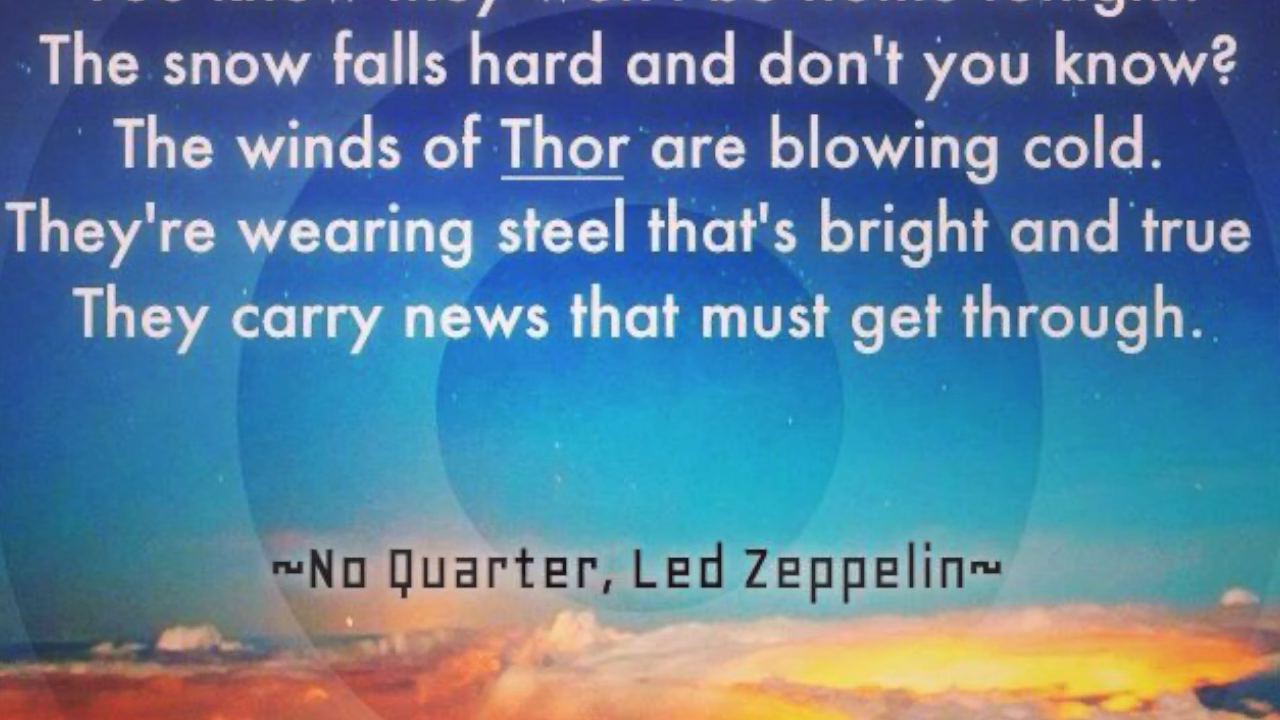 The snow falls hard and don't you know?
The winds of Thor are blowing cold.
They're wearing steel that's bright and true
They carry news that must get through.
~No Quarter, Led Zeppelin~